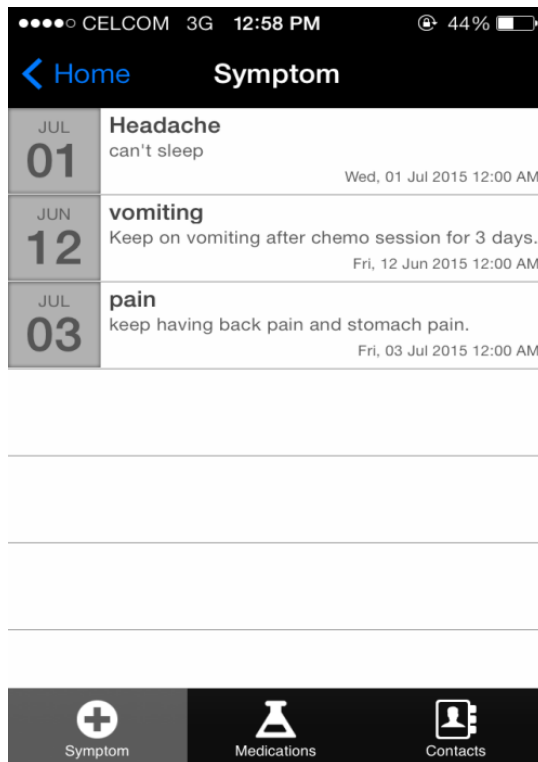 CELCOM 3G 12:58 PM 44%
Home Symptom
JUL
01
Headache
can't sleep
Wed, 01 Jul 2015 12:00 AM
JUN
12
vomiting
Keep on vomiting after chemo session for 3 days.
Fri, 12 Jun 2015 12:00 AM
JUL
03
pain
keep having back pain and stomach pain.
Fri, 03 Jul 2015 12:00 AM
Symptom Medications Contacts